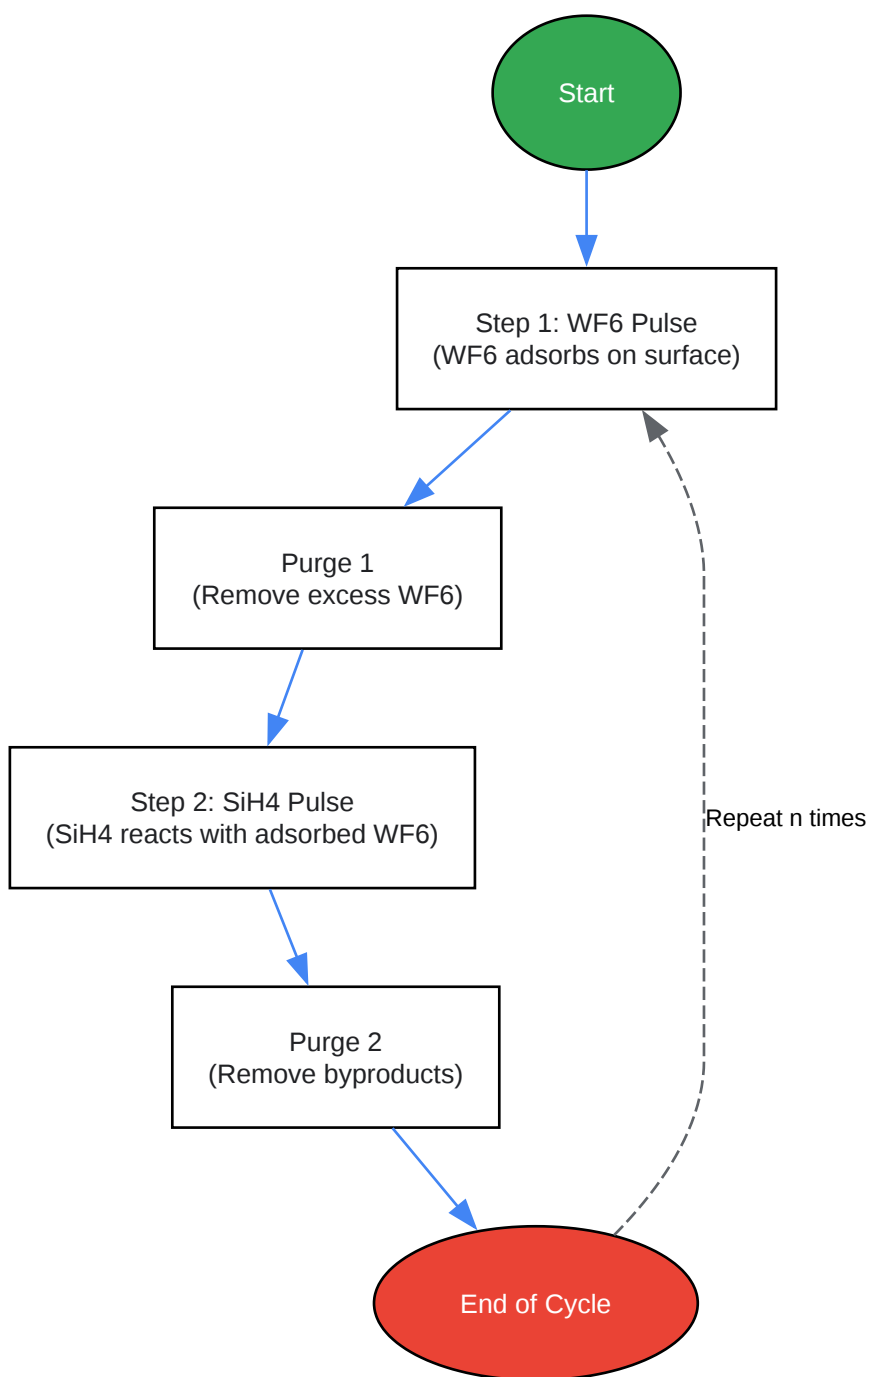 Start
Step 1: WF6 Pulse
(WF6 adsorbs on surface)
Purge 1
(Remove excess WF6)
Step 2: SiH4 Pulse
(SiH4 reacts with adsorbed WF6)
Repeat n times
Purge 2
(Remove byproducts)
End of Cycle